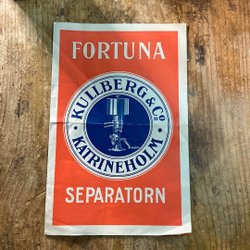 FORTUNA
KULLBERG & Co
· KATRINEHOLM ·
SEPARATORN